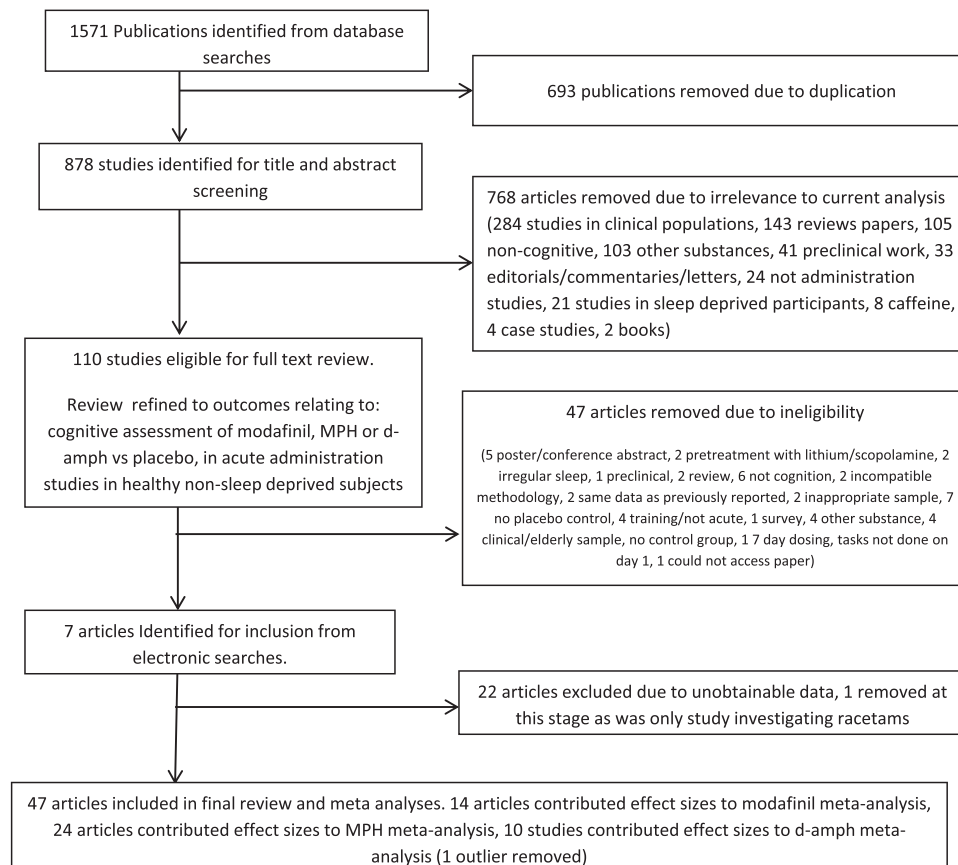 1571 Publications identified from database
searches
693 publications removed due to duplication
878 studies identified for title and abstract
screening
768 articles removed due to irrelevance to current analysis
(284 studies in clinical populations, 143 reviews papers, 105
non-cognitive, 103 other substances, 41 preclinical work, 33
editorials/commentaries/letters, 24 not administration
studies, 21 studies in sleep deprived participants, 8 caffeine,
4 case studies, 2 books)
110 studies eligible for full text review.
Review refined to outcomes relating to:
cognitive assessment of modafinil, MPH or d-
amph vs placebo, in acute administration
studies in healthy non-sleep deprived subjects
47 articles removed due to ineligibility
(5 poster/conference abstract, 2 pretreatment with lithium/scopolamine, 2
irregular sleep, 1 preclinical, 2 review, 6 not cognition, 2 incompatible
methodology, 2 same data as previously reported, 2 inappropriate sample, 7
no placebo control, 4 training/not acute, 1 survey, 4 other substance, 4
clinical/elderly sample, no control group, 1 7 day dosing, tasks not done on
day 1, 1 could not access paper)
7 articles Identified for inclusion from
electronic searches.
22 articles excluded due to unobtainable data, 1 removed at
this stage as was only study investigating racetams
47 articles included in final review and meta analyses. 14 articles contributed effect sizes to modafinil meta-analysis,
24 articles contributed effect sizes to MPH meta-analysis, 10 studies contributed effect sizes to d-amph meta-
analysis (1 outlier removed)